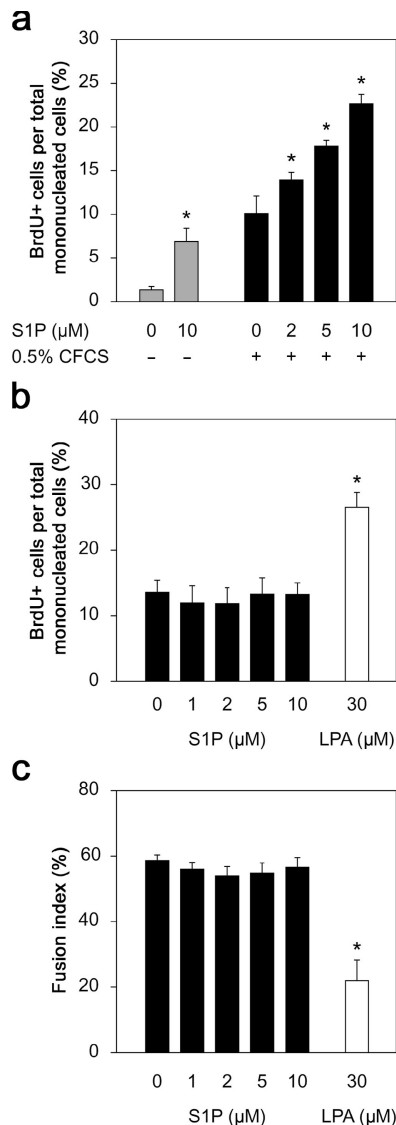 a
BrdU+ cells per total
mononucleated cells (%)
30
25
20
15
10
5
0
*
*
*
*
S1P (µM) 0 10 0 2 5 10
0.5% CFCS – – + + + +
b
BrdU+ cells per total
mononucleated cells (%)
40
30
20
10
0
*
0 1 2 5 10 30
S1P (µM) LPA (µM)
c
Fusion index (%)
80
60
40
20
0
*
0 1 2 5 10 30
S1P (µM) LPA (µM)